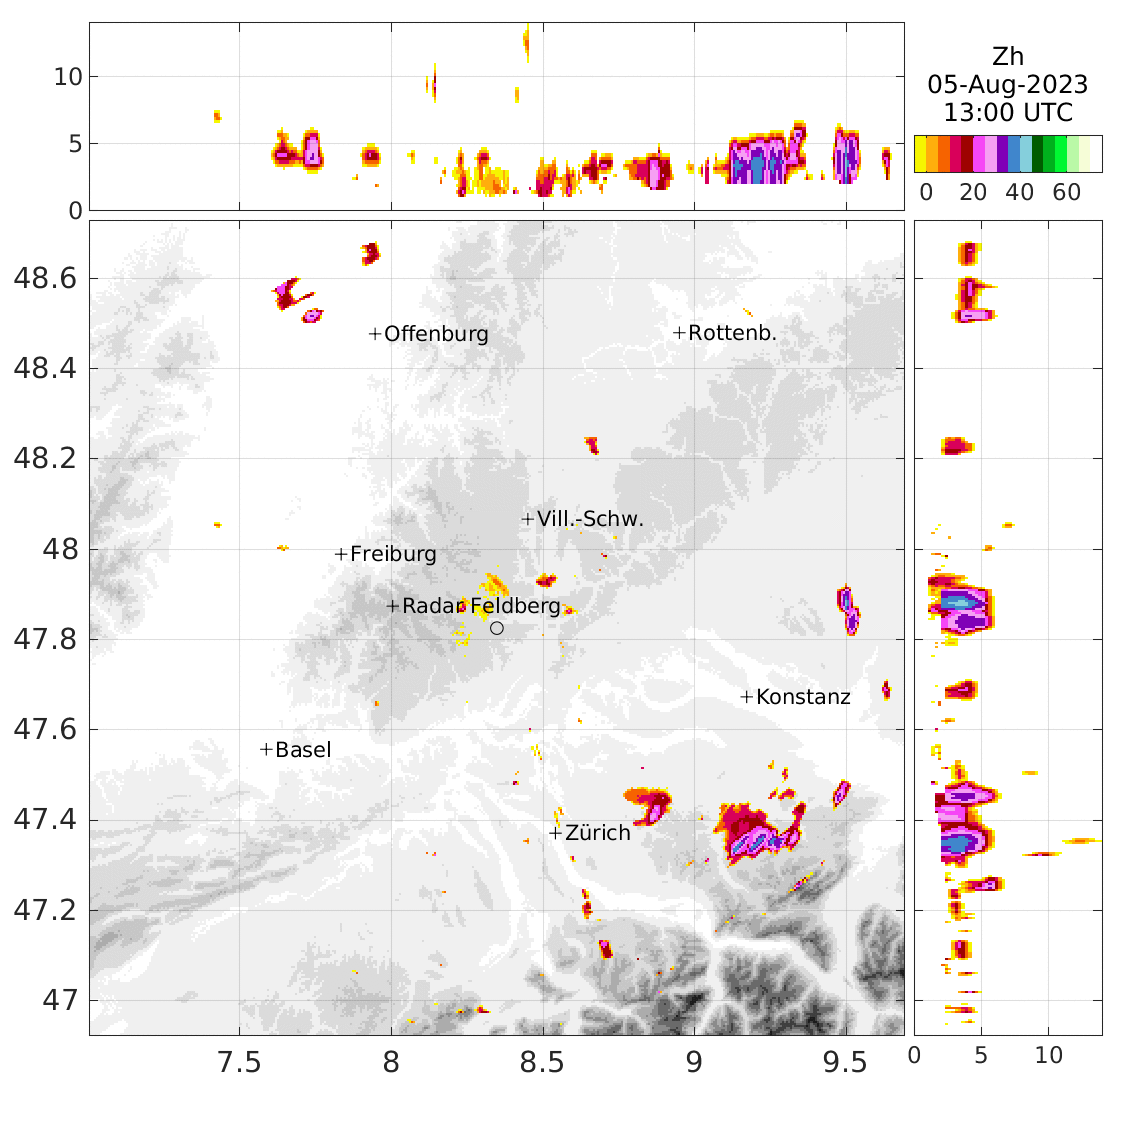 Zh
05-Aug-2023
13:00 UTC
0 20 40 60
10
5
0
48.6
48.4
48.2
48
47.8
47.6
47.4
47.2
47
+Offenburg
+Rottenb.
+Vill.-Schw.
+Freiburg
+Radar Feldberg
+Konstanz
+Basel
+Zürich
7.5 8 8.5 9 9.5
0 5 10